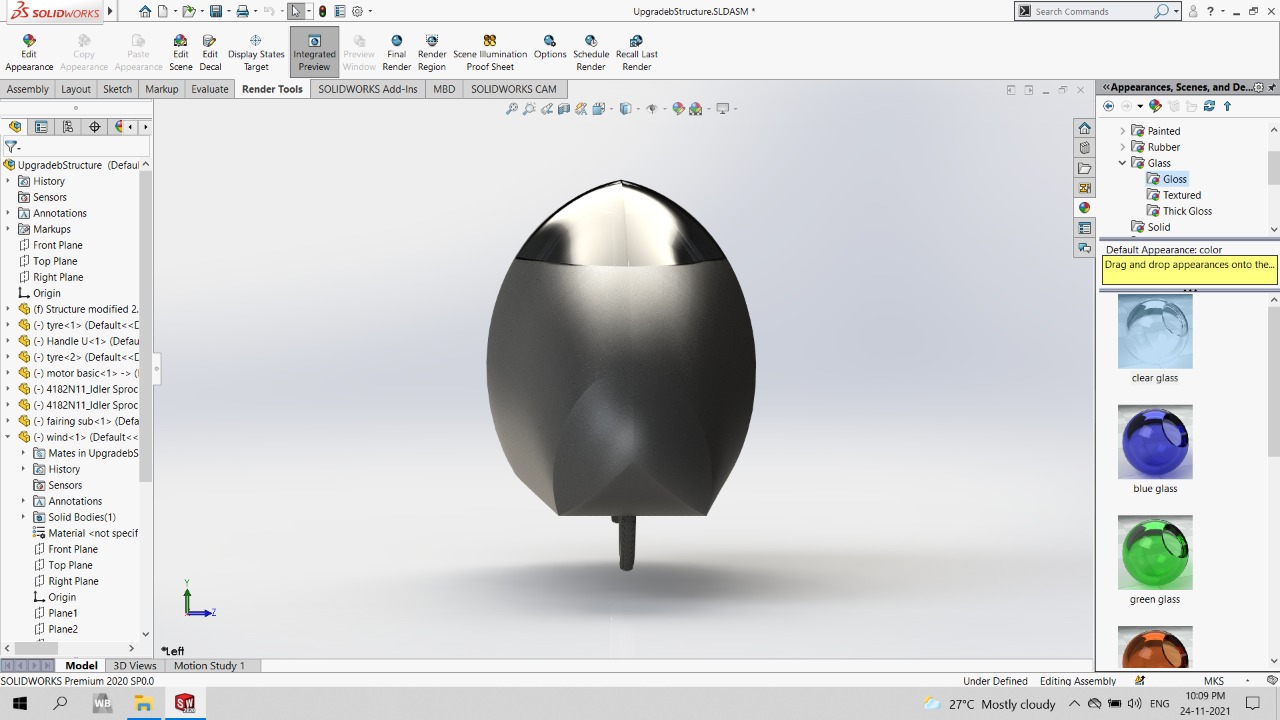 SOLIDWORKS
UpgradebStructure.SLDASM *
Search Commands
Edit Appearance
Copy Appearance
Paste Appearance
Edit Scene
Edit Decal
Display States Target
Integrated Preview
Preview Window
Final Render
Render Region
Scene Illumination Proof Sheet
Options
Schedule Render
Recall Last Render
Assembly
Layout
Sketch
Markup
Evaluate
Render Tools
SOLIDWORKS Add-Ins
MBD
SOLIDWORKS CAM
UpgradebStructure (Defaul
History
Sensors
Annotations
Markups
Front Plane
Top Plane
Right Plane
Origin
(f) Structure modified 2.
(-) tyre<1> (Default<<D
(-) Handle U<1> (Defau
(-) tyre<2> (Default<<D
(-) motor basic<1> -> (
(-) 4182N11_Idler Sproc
(-) 4182N11_Idler Sproc
(-) fairing sub<1> (Defa
(-) wind<1> (Default<<
Mates in UpgradebS
History
Sensors
Annotations
Solid Bodies(1)
Material <not specif
Front Plane
Top Plane
Right Plane
Origin
Plane1
Plane2
Y
Z
*Left
Appearances, Scenes, and De...
Painted
Rubber
Glass
Gloss
Textured
Thick Gloss
Solid
Default Appearance: color
Drag and drop appearances onto the...
clear glass
blue glass
green glass
Model
3D Views
Motion Study 1
SOLIDWORKS Premium 2020 SP0.0
Under Defined
Editing Assembly
MKS
WB
SW
27°C Mostly cloudy
ENG
10:09 PM
24-11-2021